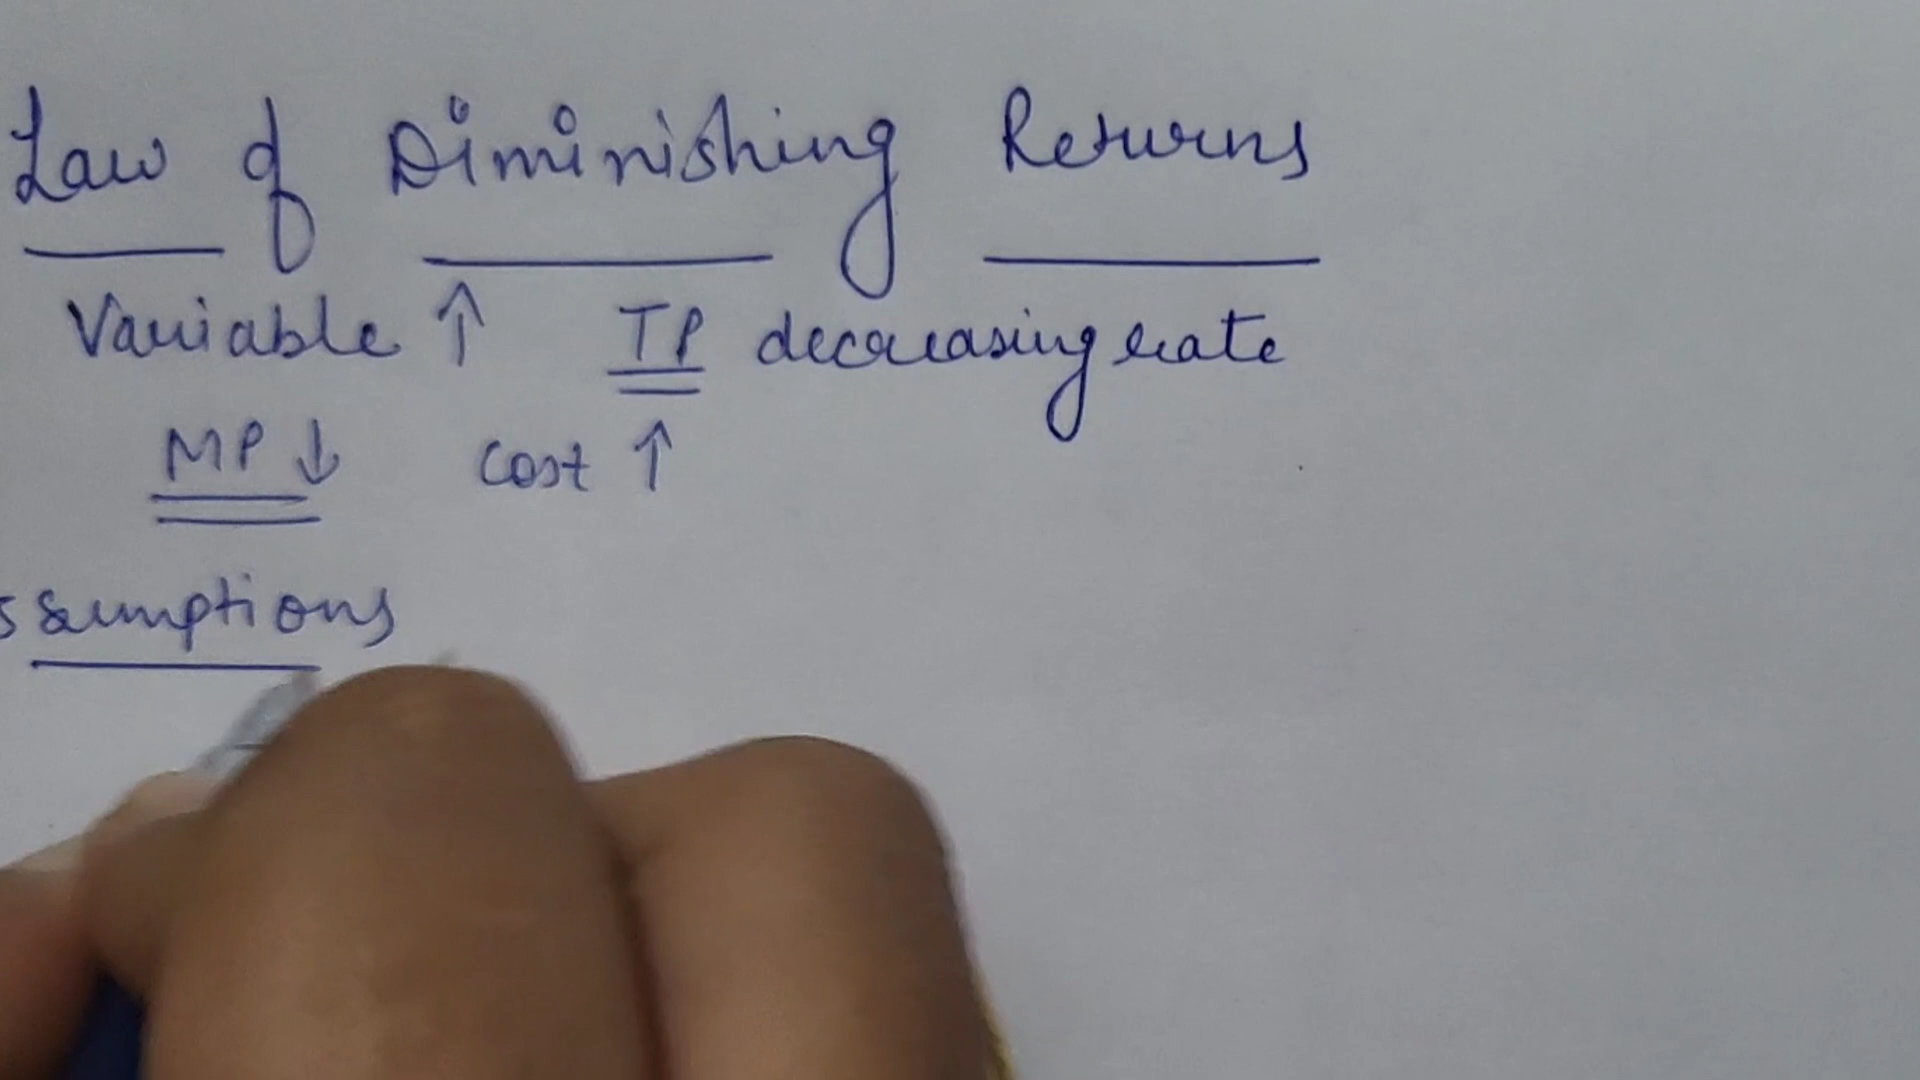 Law of Diminishing Returns
Variable ↑ TP decreasing rate
MP ↓ cost ↑
ssumptions